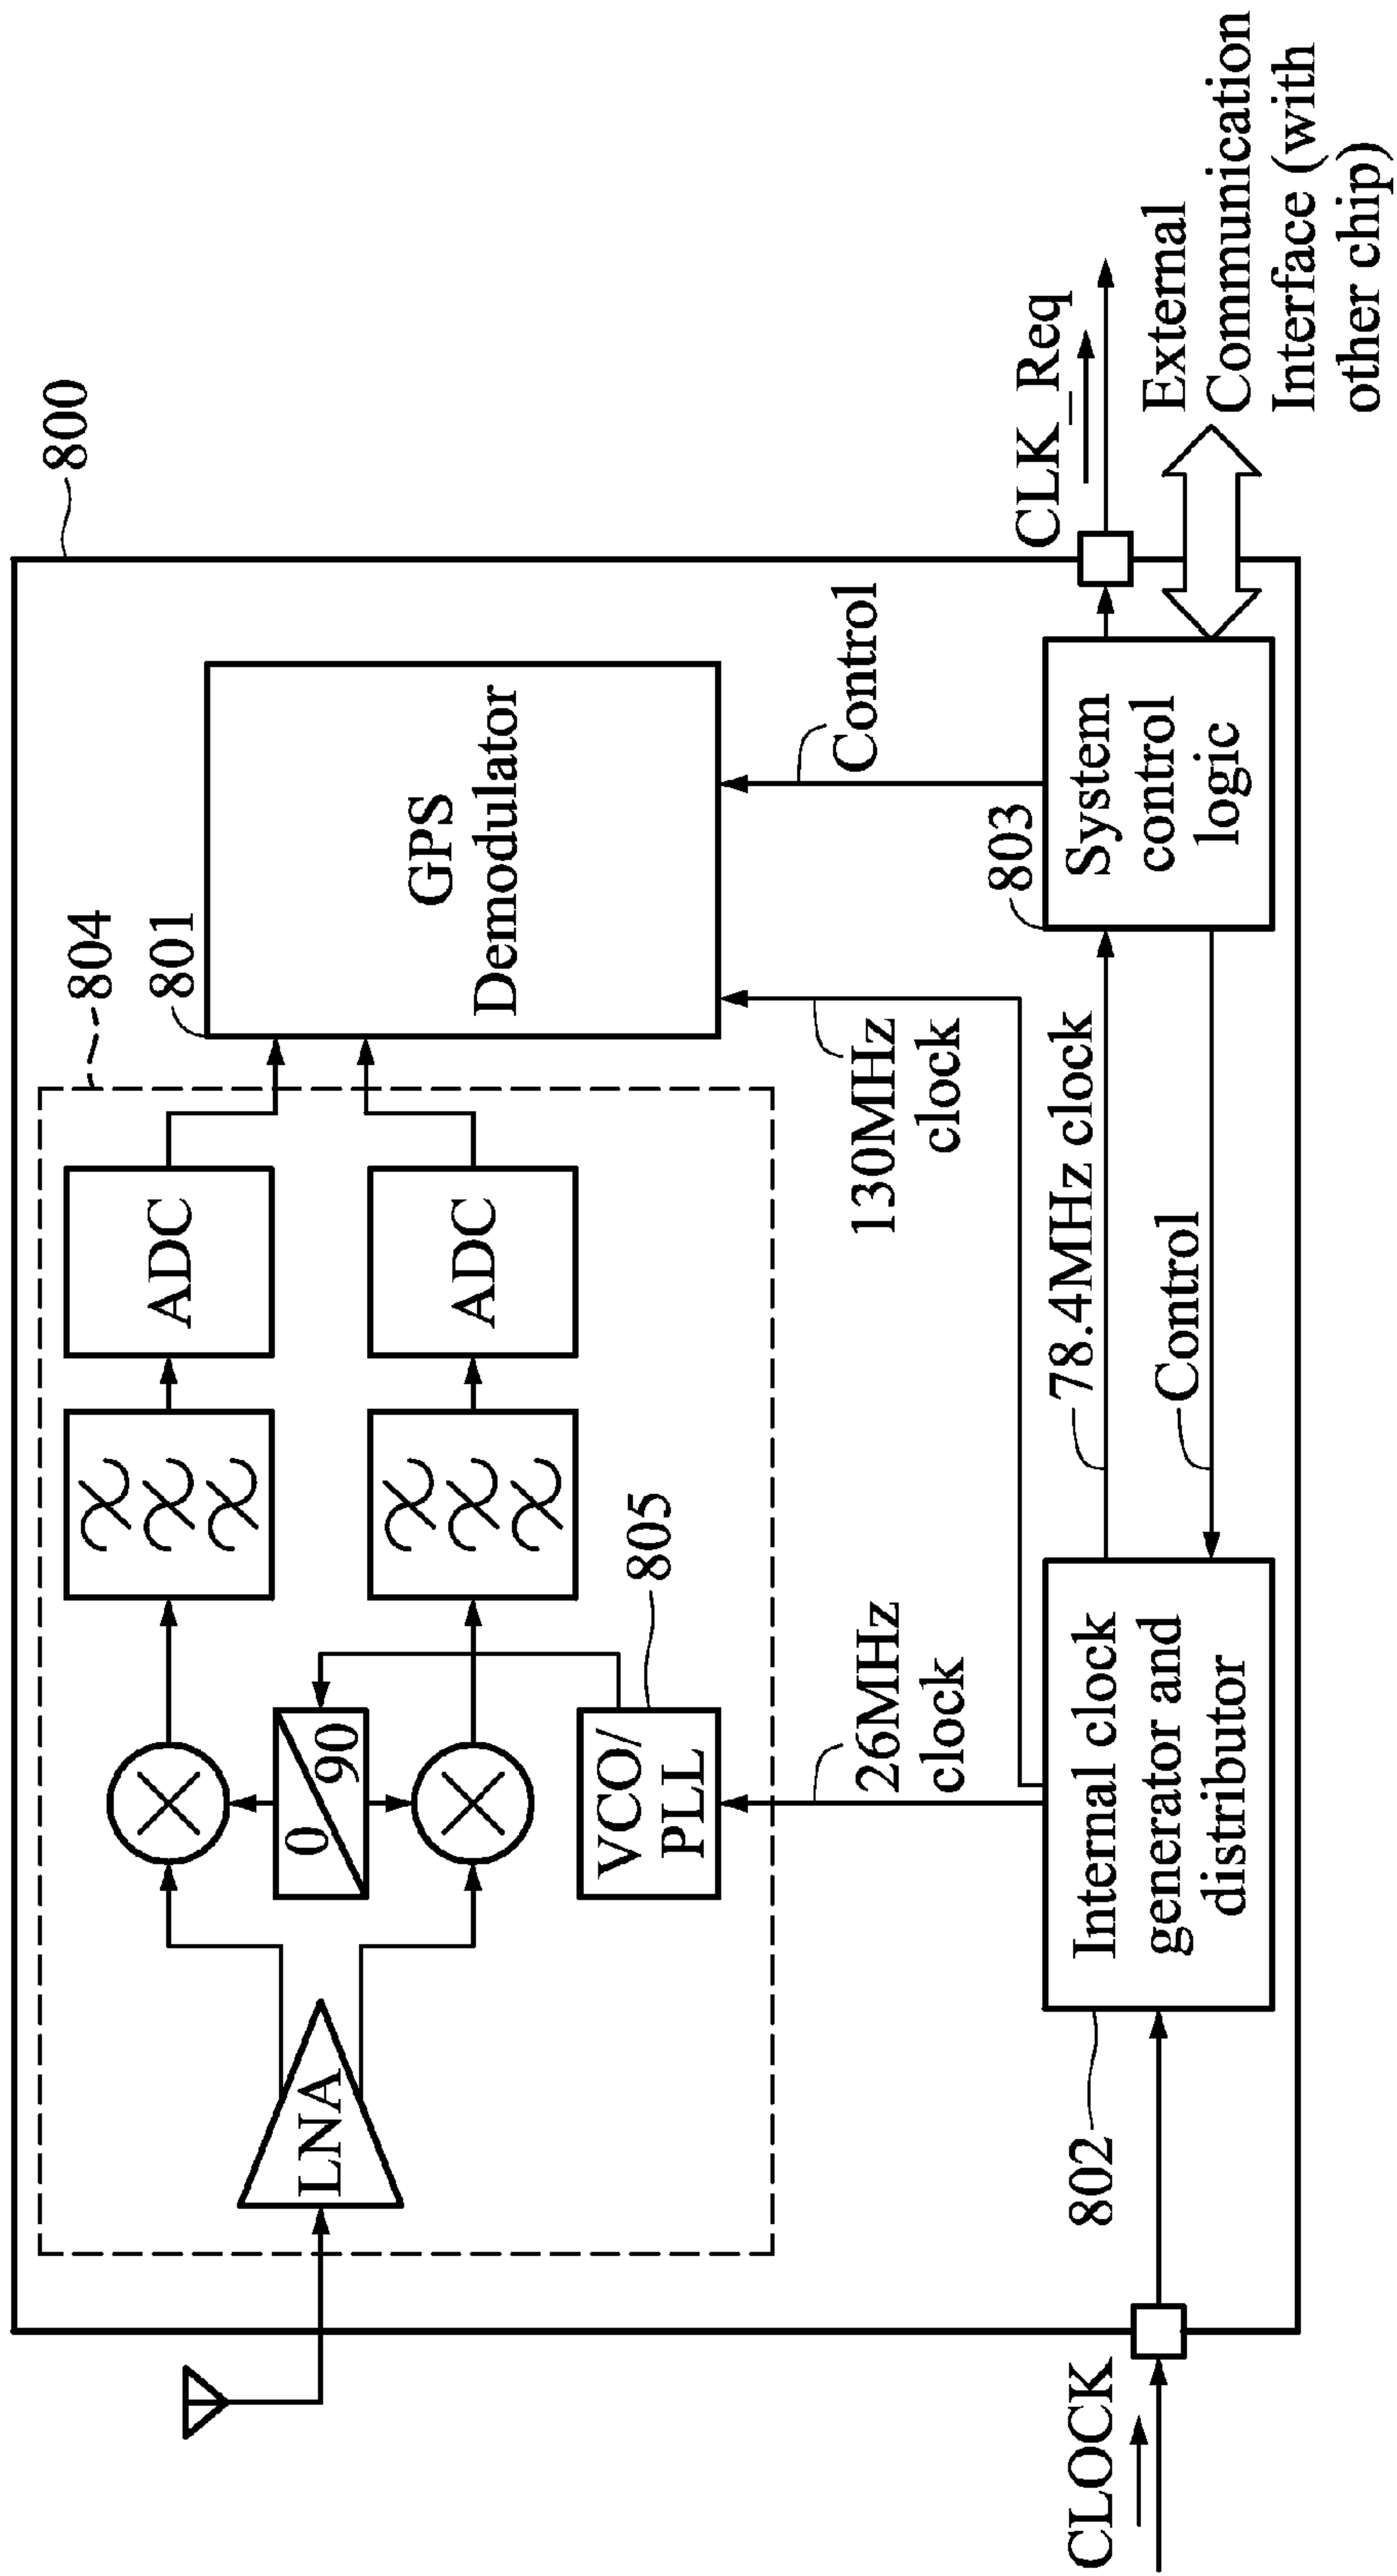 800
804
801
ADC
GPS
Demodulator
LNA
0
90
ADC
VCO/
PLL
805
26MHz
clock
130MHz
clock
Control
CLK_Req
803
802
Internal clock
generator and
distributor
78.4MHz clock
Control
System
control
logic
CLOCK
External
Communication
Interface (with
other chip)